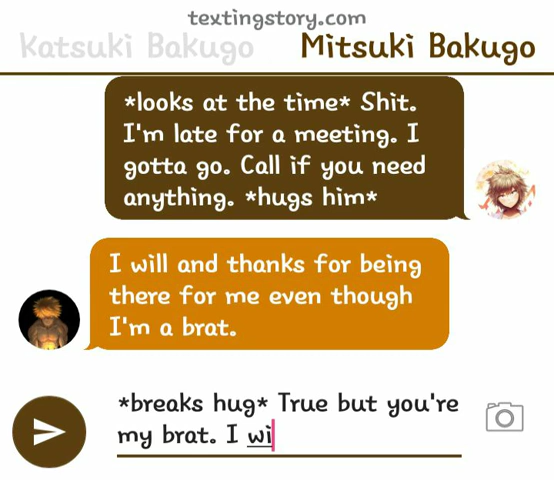 textingstory.com
Katsuki Bakugo Mitsuki Bakugo
*looks at the time* Shit.
I'm late for a meeting. I
gotta go. Call if you need
anything. *hugs him*
I will and thanks for being
there for me even though
I'm a brat.
*breaks hug* True but you're
my brat. I wi